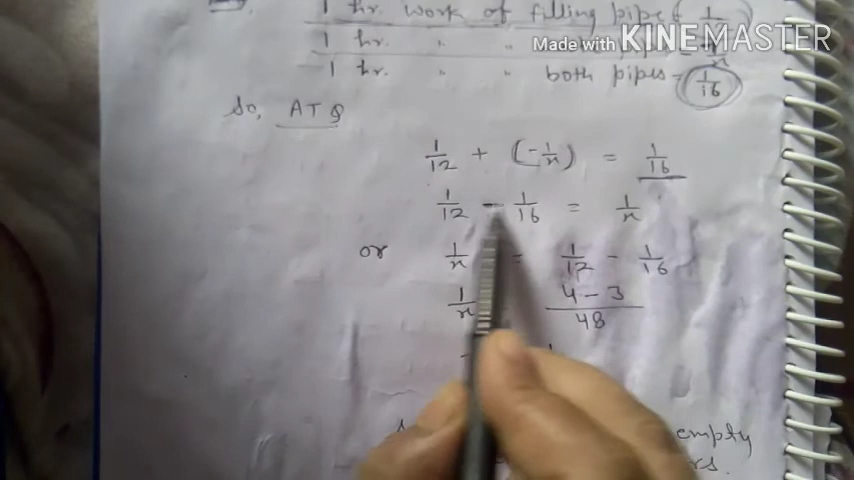 1 hr. work of filling pipe = 1/12
Made with KINEMASTER
1 hr. " "
1 hr. " " both pipes = 1/16
So, ATQ
1/12 + (-1/x) = 1/16
1/12 - 1/16 = 1/x
or 1/x = 1/12 - 1/16
1/x 4-3/48
empty
rs.